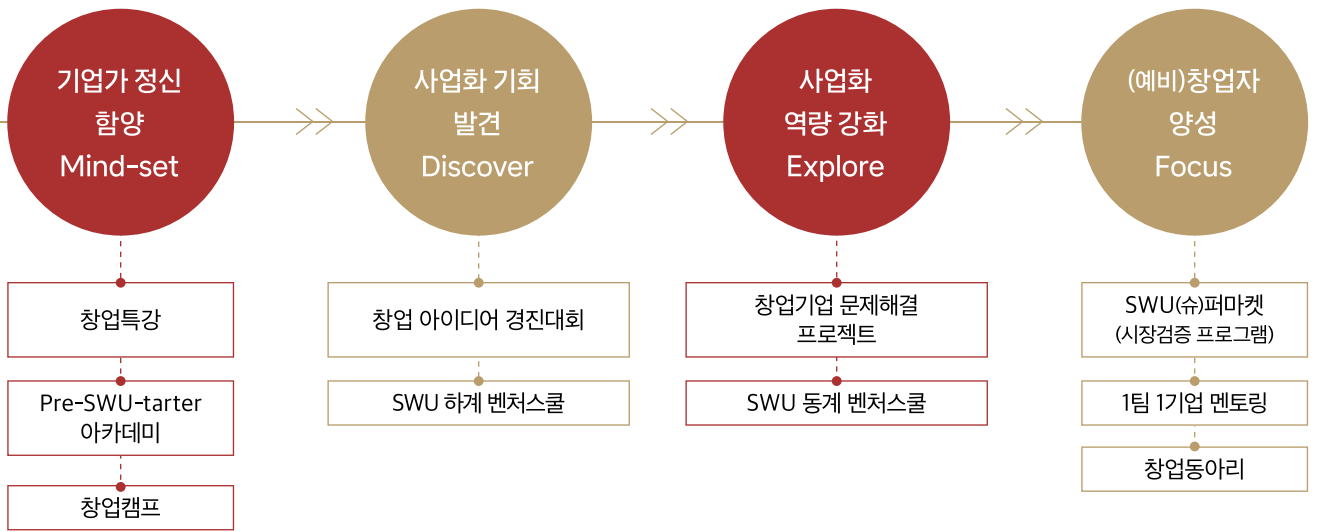 기업가 정신
함양
Mind-set
사업화 기회
발견
Discover
사업화
역량 강화
Explore
(예비)창업자
양성
Focus
창업특강
Pre-SWU-tarter
아카데미
창업캠프
창업 아이디어 경진대회
SWU 하계 벤처스쿨
창업기업 문제해결
프로젝트
SWU 동계 벤처스쿨
SWU(슈)퍼마켓
(시장검증 프로그램)
1팀 1기업 멘토링
창업동아리